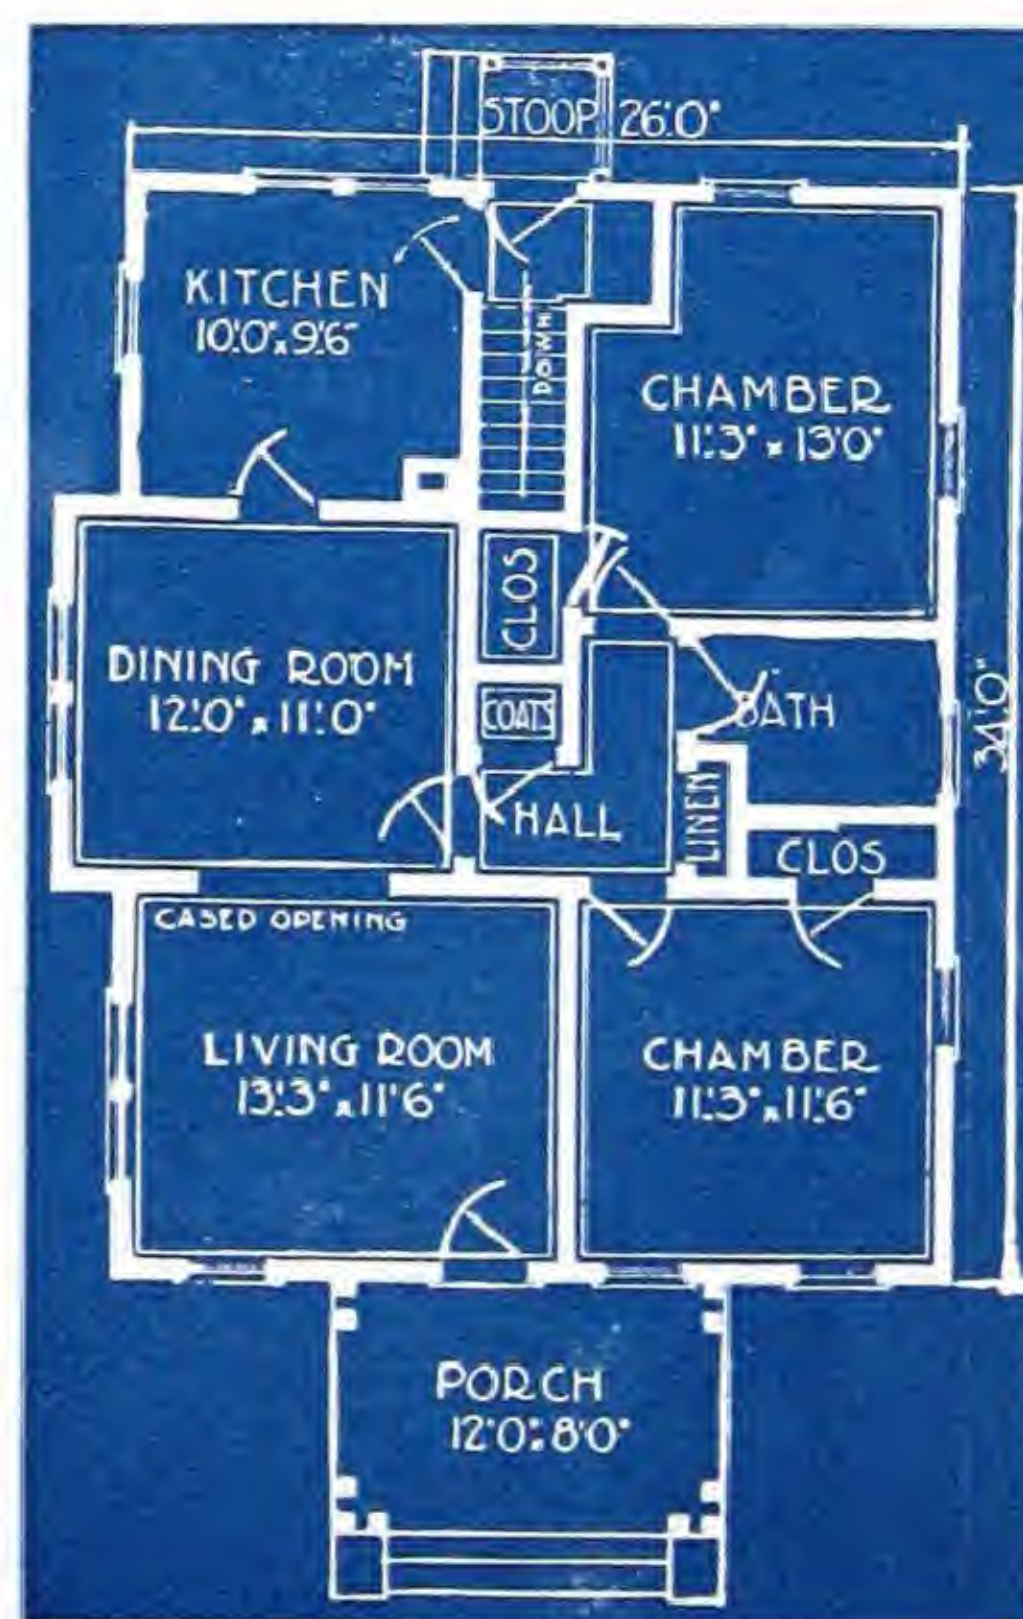 STOOP 26'.0"
KITCHEN
10'.0" x 9'.6"
DOWN
CHAMBER
11'.3" x 13'.0"
CLOS
DINING ROOM
12'.0" x 11'.0"
COATS
BATH
34'.0"
HALL
LINEN
CLOS
CASED OPENING
LIVING ROOM
13'.3" x 11'.6"
CHAMBER
11'.3" x 11'.6"
PORCH
12'.0" x 8'.0"